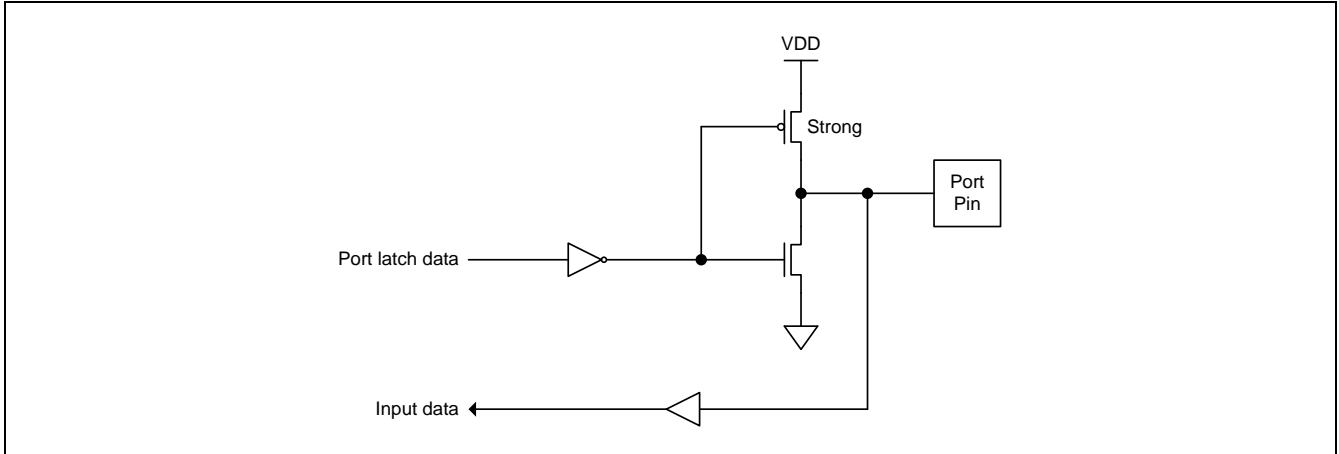 VDD
Strong
Port
Pin
Port latch data
Input data